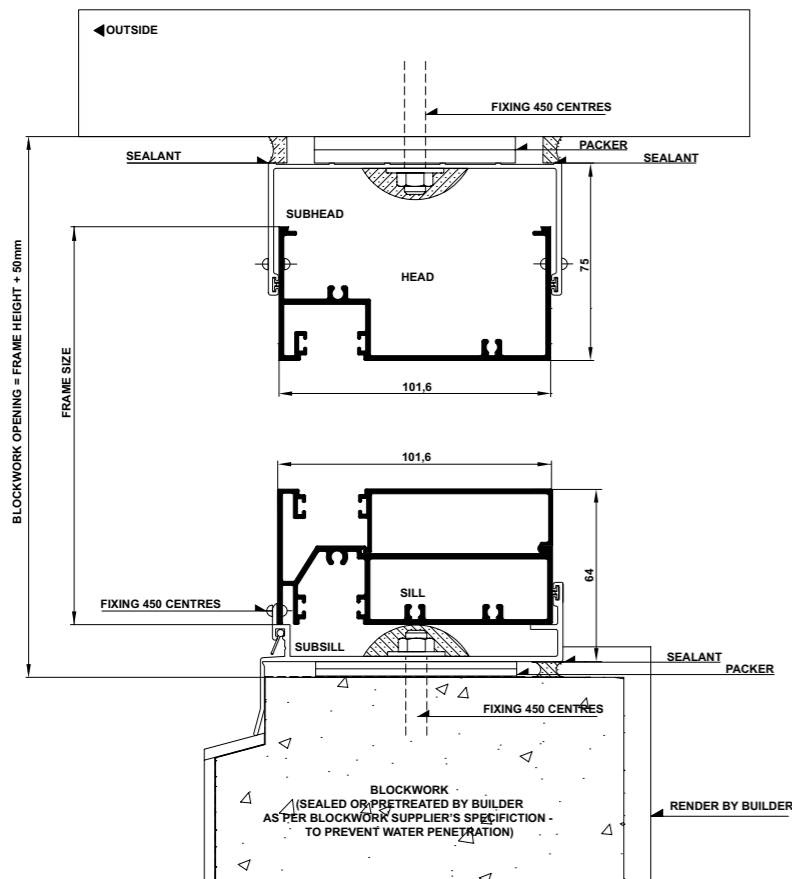 OUTSIDE
FIXING 450 CENTRES
PACKER
SEALANT
SEALANT
SUBHEAD
HEAD
75
BLOCKWORK OPENING = FRAME HEIGHT + 50mm
FRAME SIZE
101,6
101,6
64
SILL
FIXING 450 CENTRES
SUBSILL
SEALANT
PACKER
FIXING 450 CENTRES
BLOCKWORK
(SEALED OR PRETREATED BY BUILDER
AS PER BLOCKWORK SUPPLIER'S SPECIFICTION -
TO PREVENT WATER PENETRATION)
RENDER BY BUILDER